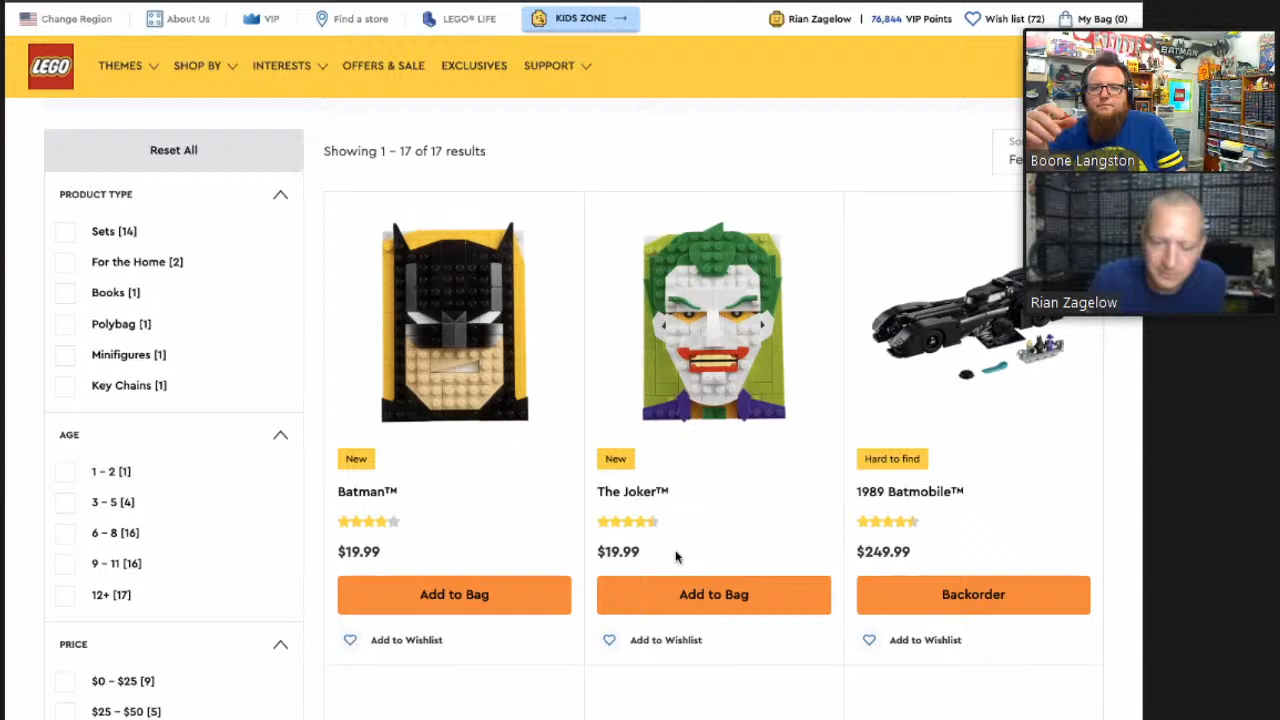 Change Region About Us VIP Find a store LEGO® LIFE KIDS ZONE → Rian Zagelow | 76,844 VIP Points Wish list (72) My Bag (0)
LEGO THEMES SHOP BY INTERESTS OFFERS & SALE EXCLUSIVES SUPPORT
BATMAN
Boone Langston
Rian Zagelow
Reset All
Showing 1 - 17 of 17 results
PRODUCT TYPE
Sets [14]
For the Home [2]
Books [1]
Polybag [1]
Minifigures [1]
Key Chains [1]
AGE
1 - 2 [1]
3 - 5 [4]
6 - 8 [16]
9 - 11 [16]
12+ [17]
PRICE
$0 - $25 [9]
$25 - $50 [5]
New
Batman™
$19.99
Add to Bag
Add to Wishlist
New
The Joker™
$19.99
Add to Bag
Add to Wishlist
Hard to find
1989 Batmobile™
$249.99
Backorder
Add to Wishlist